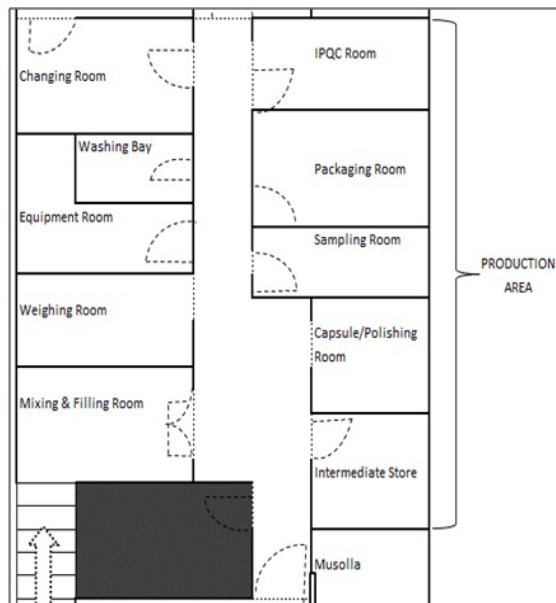 IPQC Room
Changing Room
Washing Bay
Packaging Room
Equipment Room
Sampling Room
PRODUCTION
AREA
Weighing Room
Capsule/Polishing
Room
Mixing & Filling Room
Intermediate Store
Musolla